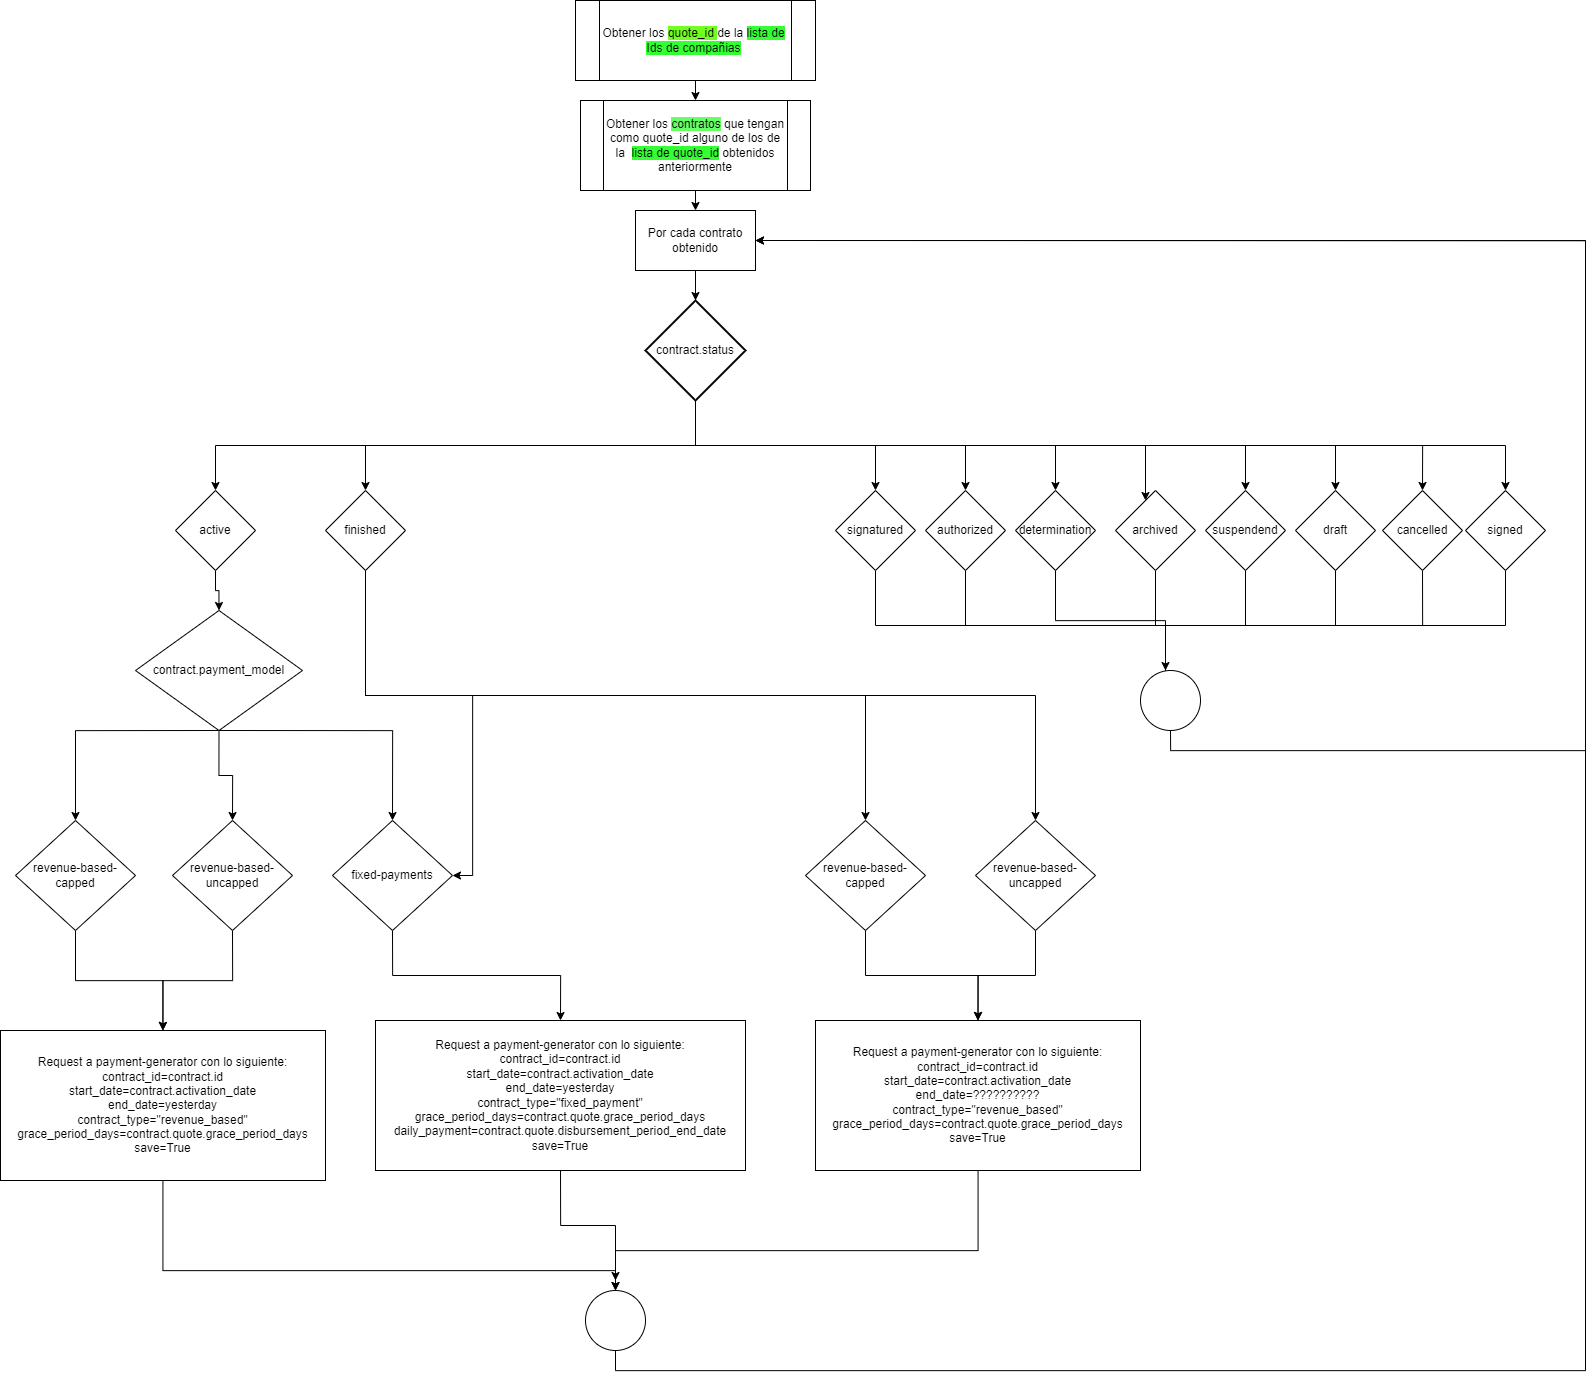 Obtener los quote_id de la lista de
Ids de compañias
Obtener los contratos que tengan
como quote_id alguno de los de
la lista de quote_id obtenidos
anteriormente
Por cada contrato
obtenido
contract.status
active
finished
signatured
authorized
determination
archived
suspendend
draft
cancelled
signed
contract.payment_model
revenue-based-
capped
revenue-based-
uncapped
fixed-payments
revenue-based-
capped
revenue-based-
uncapped
Request a payment-generator con lo siguiente:
contract_id=contract.id
start_date=contract.activation_date
end_date=yesterday
contract_type="revenue_based"
grace_period_days=contract.quote.grace_period_days
save=True
Request a payment-generator con lo siguiente:
contract_id=contract.id
start_date=contract.activation_date
end_date=yesterday
contract_type="fixed_payment"
grace_period_days=contract.quote.grace_period_days
daily_payment=contract.quote.disbursement_period_end_date
save=True
Request a payment-generator con lo siguiente:
contract_id=contract.id
start_date=contract.activation_date
end_date=??????????
contract_type="revenue_based"
grace_period_days=contract.quote.grace_period_days
save=True